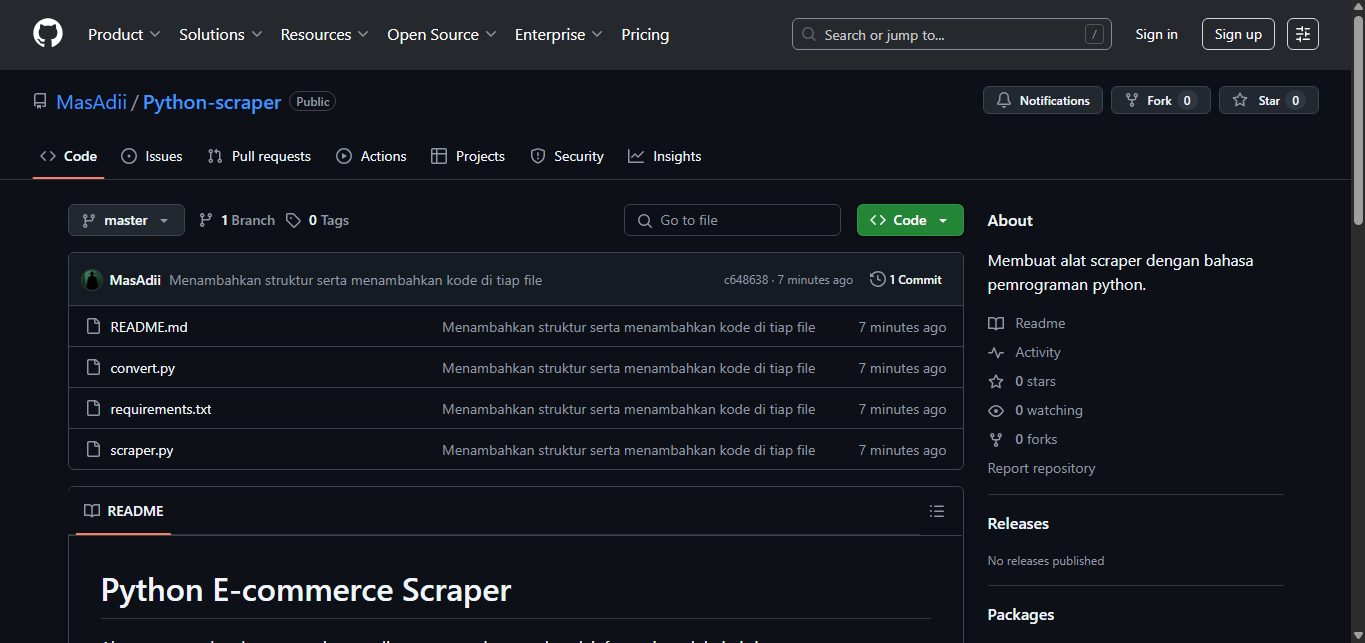 Product Solutions Resources Open Source Enterprise Pricing Search or jump to... / Sign in Sign up
MasAdii / Python-scraper Public Notifications Fork 0 Star 0
Code Issues Pull requests Actions Projects Security Insights
master 1 Branch 0 Tags Go to file Code
MasAdii Menambahkan struktur serta menambahkan kode di tiap file c648638 · 7 minutes ago 1 Commit
README.md Menambahkan struktur serta menambahkan kode di tiap file 7 minutes ago
convert.py Menambahkan struktur serta menambahkan kode di tiap file 7 minutes ago
requirements.txt Menambahkan struktur serta menambahkan kode di tiap file 7 minutes ago
scraper.py Menambahkan struktur serta menambahkan kode di tiap file 7 minutes ago
README
Python E-commerce Scraper
About
Membuat alat scraper dengan bahasa
pemrograman python.
Readme
Activity
0 stars
0 watching
0 forks
Report repository
Releases
No releases published
Packages